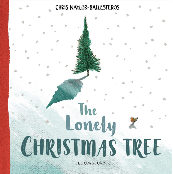 CHRIS NAYLOR-BALLESTEROS
The
Lonely
CHRISTMAS TREE